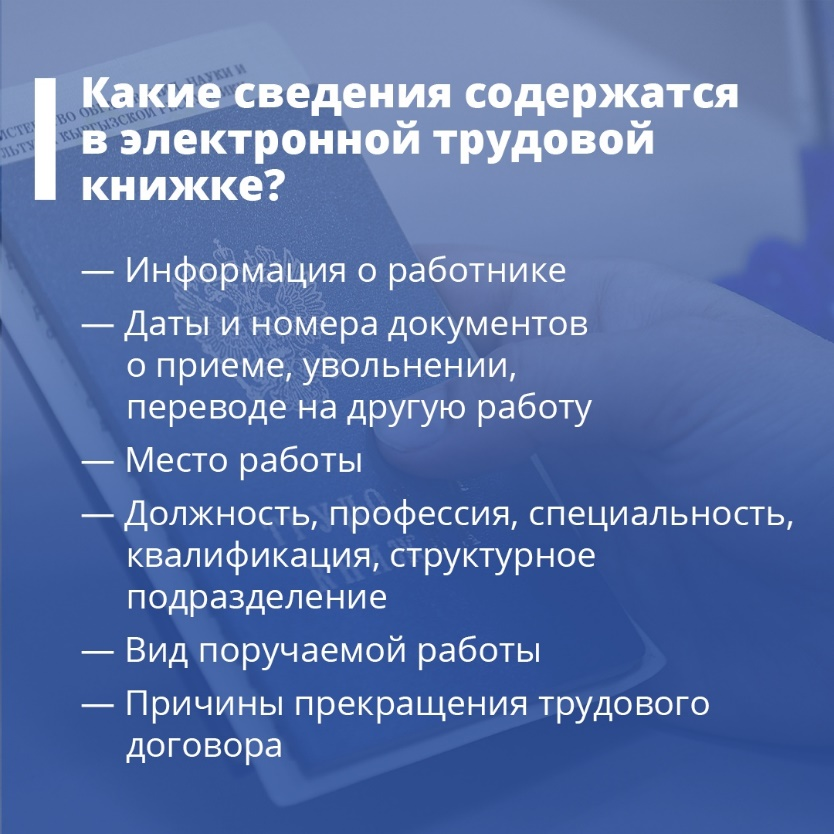 Какие сведения содержатся
в электронной трудовой
книжке?
— Информация о работнике
— Даты и номера документов
о приеме, увольнении,
переводе на другую работу
— Место работы
— Должность, профессия, специальность,
квалификация, структурное
подразделение
— Вид поручаемой работы
— Причины прекращения трудового
договора